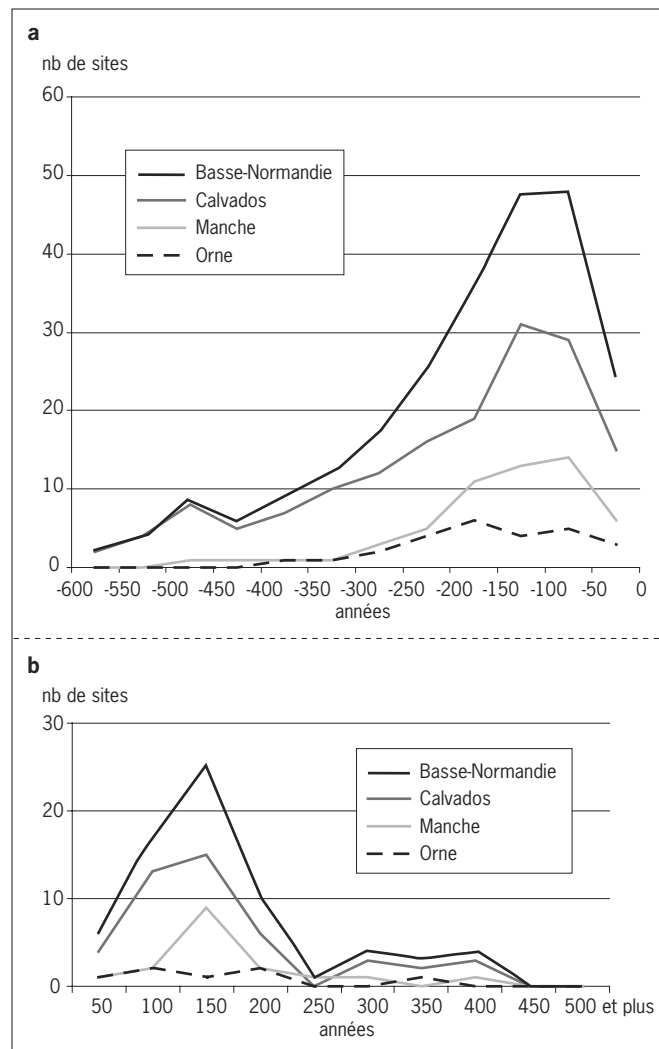 a
nb de sites
60
50
40
30
20
10
0
Basse-Normandie
Calvados
Manche
Orne
-600 -550 -500 -450 -400 -350 -300 -250 -200 -150 -100 -50 0
années
b
nb de sites
30
20
10
0
Basse-Normandie
Calvados
Manche
Orne
50 100 150 200 250 300 350 400 450 500 et plus
années